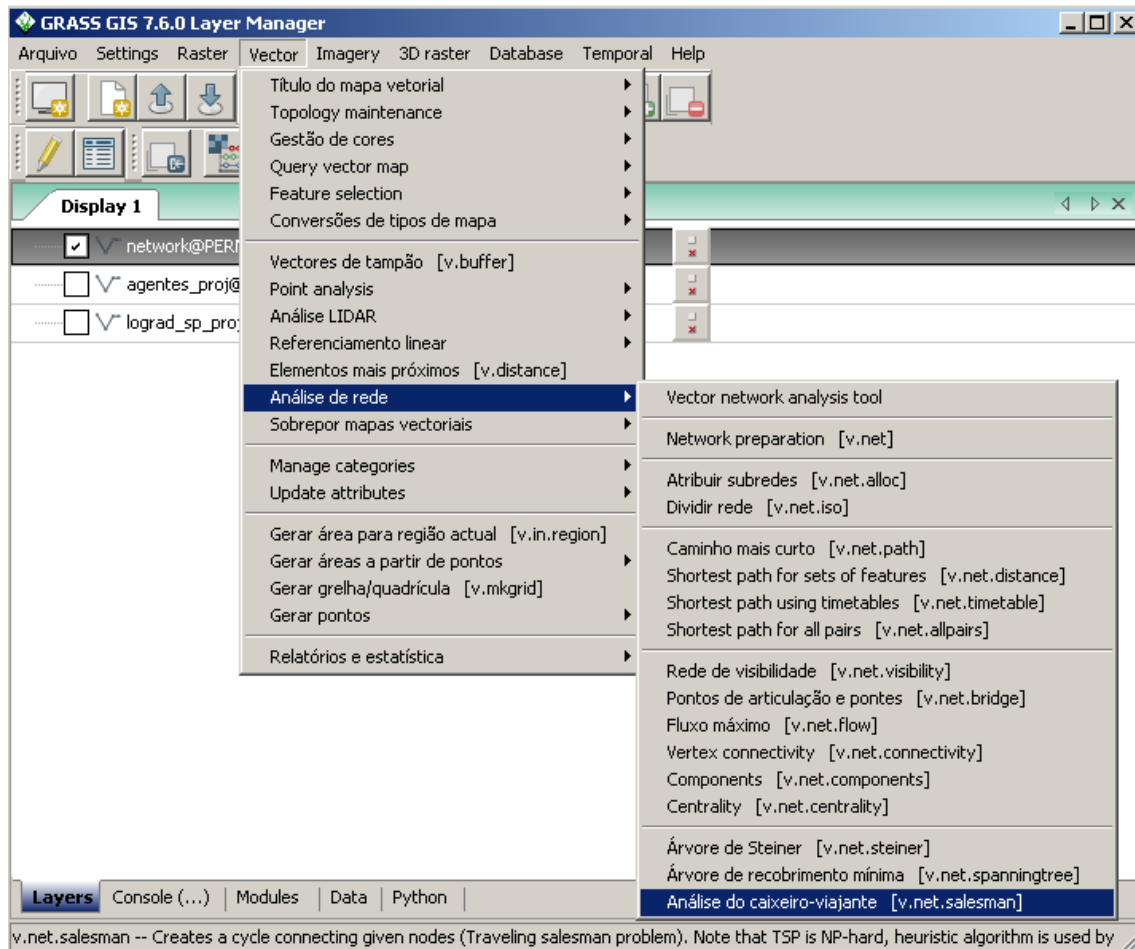 GRASS GIS 7.6.0 Layer Manager
Arquivo Settings Raster Vector Imagery 3D raster Database Temporal Help
Título do mapa vetorial
Topology maintenance
Gestão de cores
Query vector map
Feature selection
Conversões de tipos de mapa
Vectores de tampão [v.buffer]
Point analysis
Análise LIDAR
Referenciamento linear
Elementos mais próximos [v.distance]
Análise de rede
Sobrepor mapas vectoriais
Manage categories
Update attributes
Gerar área para região actual [v.in.region]
Gerar áreas a partir de pontos
Gerar grelha/quadrícula [v.mkgrid]
Gerar pontos
Relatórios e estatística
Display 1
network@PERM
agentes_proj@
lograd_sp_proj
Vector network analysis tool
Network preparation [v.net]
Atribuir subredes [v.net.alloc]
Dividir rede [v.net.iso]
Caminho mais curto [v.net.path]
Shortest path for sets of features [v.net.distance]
Shortest path using timetables [v.net.timetable]
Shortest path for all pairs [v.net.allpairs]
Rede de visibilidade [v.net.visibility]
Pontos de articulação e pontes [v.net.bridge]
Fluxo máximo [v.net.flow]
Vertex connectivity [v.net.connectivity]
Components [v.net.components]
Centrality [v.net.centrality]
Árvore de Steiner [v.net.steiner]
Árvore de recobrimento mínima [v.net.spanningtree]
Análise do caixeiro-viajante [v.net.salesman]
Layers Console (...) Modules Data Python
v.net.salesman -- Creates a cycle connecting given nodes (Traveling salesman problem). Note that TSP is NP-hard, heuristic algorithm is used by